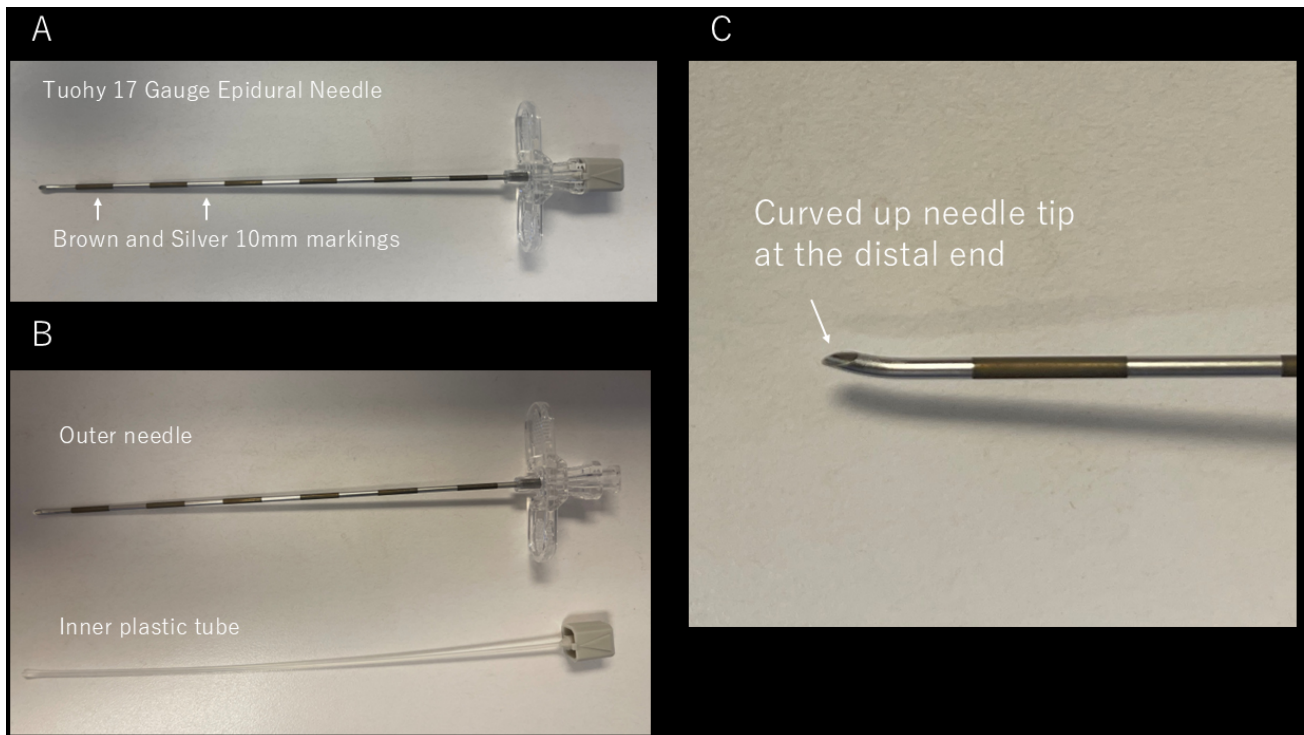 A
Tuohy 17 Gauge Epidural Needle
Brown and Silver 10mm markings
B
Outer needle
Inner plastic tube
C
Curved up needle tip
at the distal end